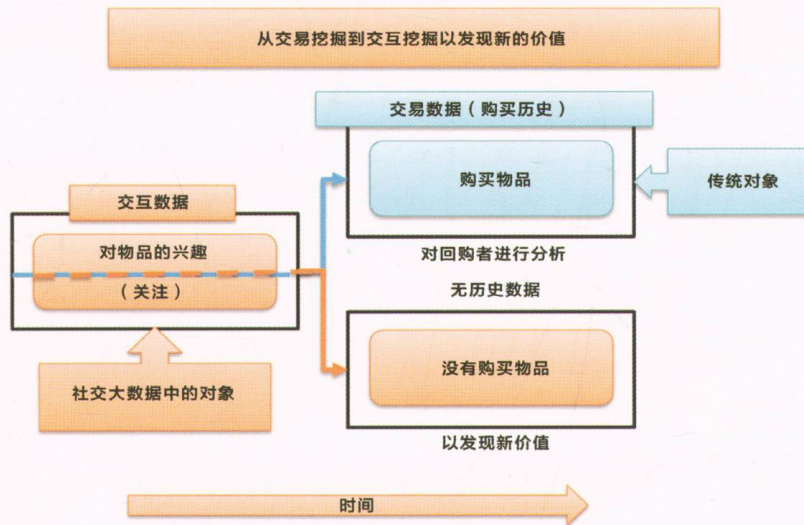 从交易挖掘到交互挖掘以发现新的价值
交易数据（购买历史）
购买物品
传统对象
对回购者进行分析
交互数据
对物品的兴趣
（关注）
社交大数据中的对象
无历史数据
没有购买物品
以发现新价值
时间